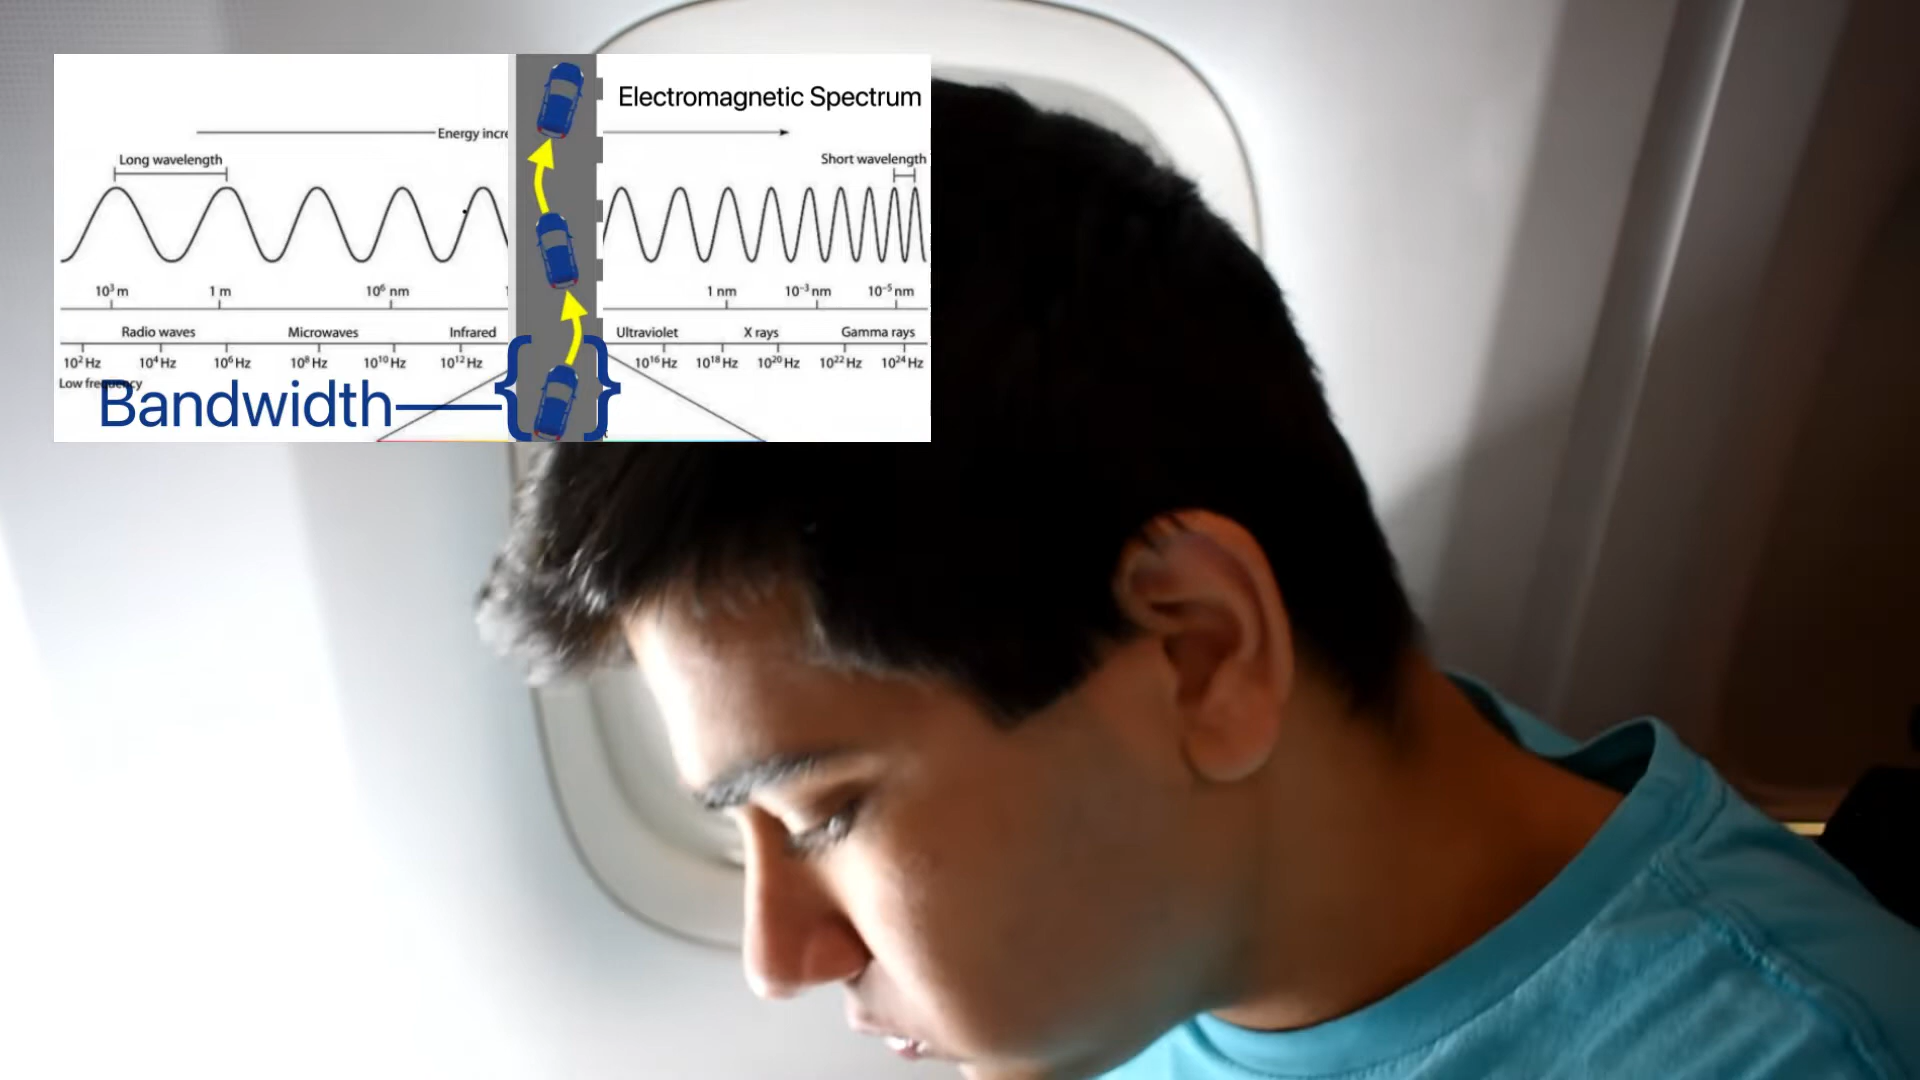 Electromagnetic Spectrum
Energy incre
Long wavelength
Short wavelength
10³ m 1 m 10⁶ nm 1 nm 10⁻³ nm 10⁻⁵ nm
Radio waves Microwaves Infrared Ultraviolet X rays Gamma rays
10² Hz 10⁴ Hz 10⁶ Hz 10⁸ Hz 10¹⁰ Hz 10¹² Hz 10¹⁶ Hz 10¹⁸ Hz 10²⁰ Hz 10²² Hz 10²⁴ Hz
Low frequency
Bandwidth { }